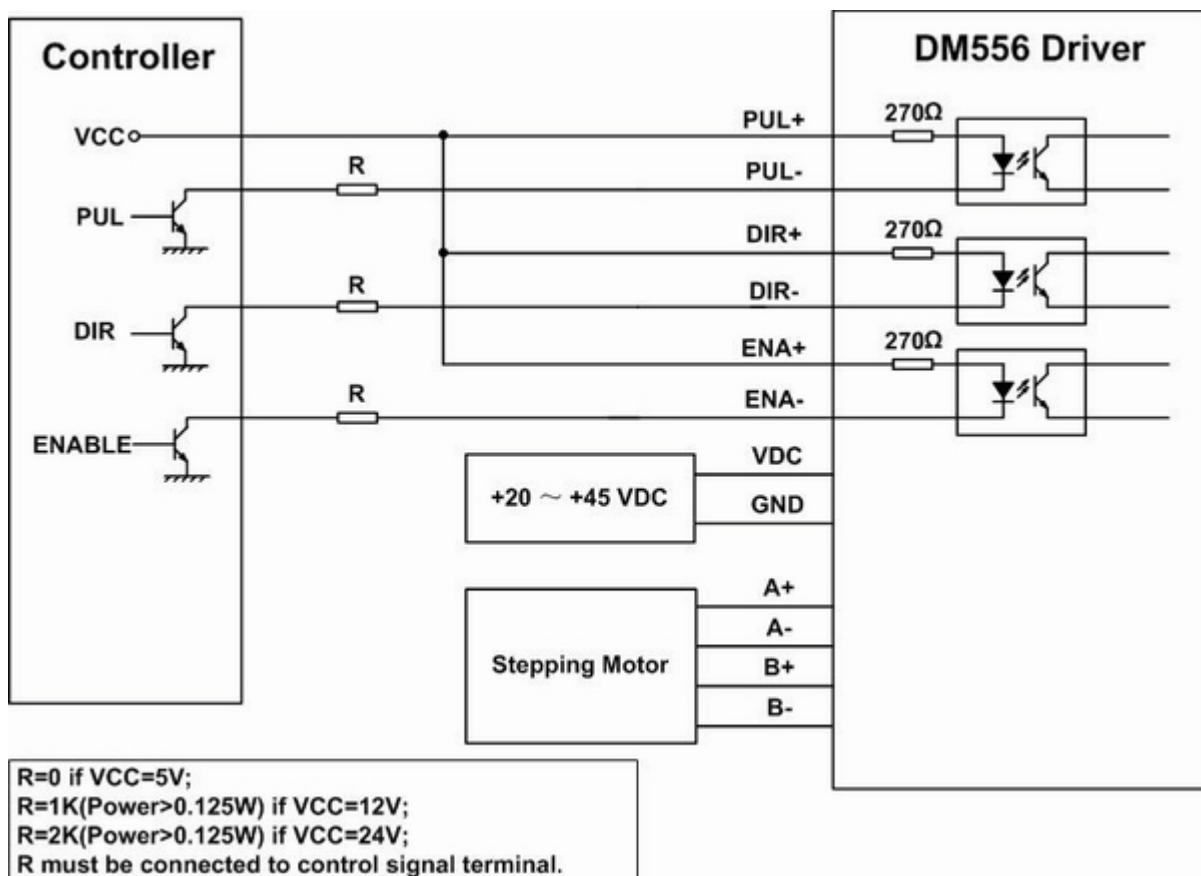 Controller
DM556 Driver
VCC
PUL+
270Ω
R
PUL-
PUL
DIR+
270Ω
R
DIR-
DIR
ENA+
270Ω
R
ENA-
ENABLE
VDC
+20 ~ +45 VDC
GND
A+
A-
Stepping Motor
B+
B-
R=0 if VCC=5V;
R=1K(Power>0.125W) if VCC=12V;
R=2K(Power>0.125W) if VCC=24V;
R must be connected to control signal terminal.